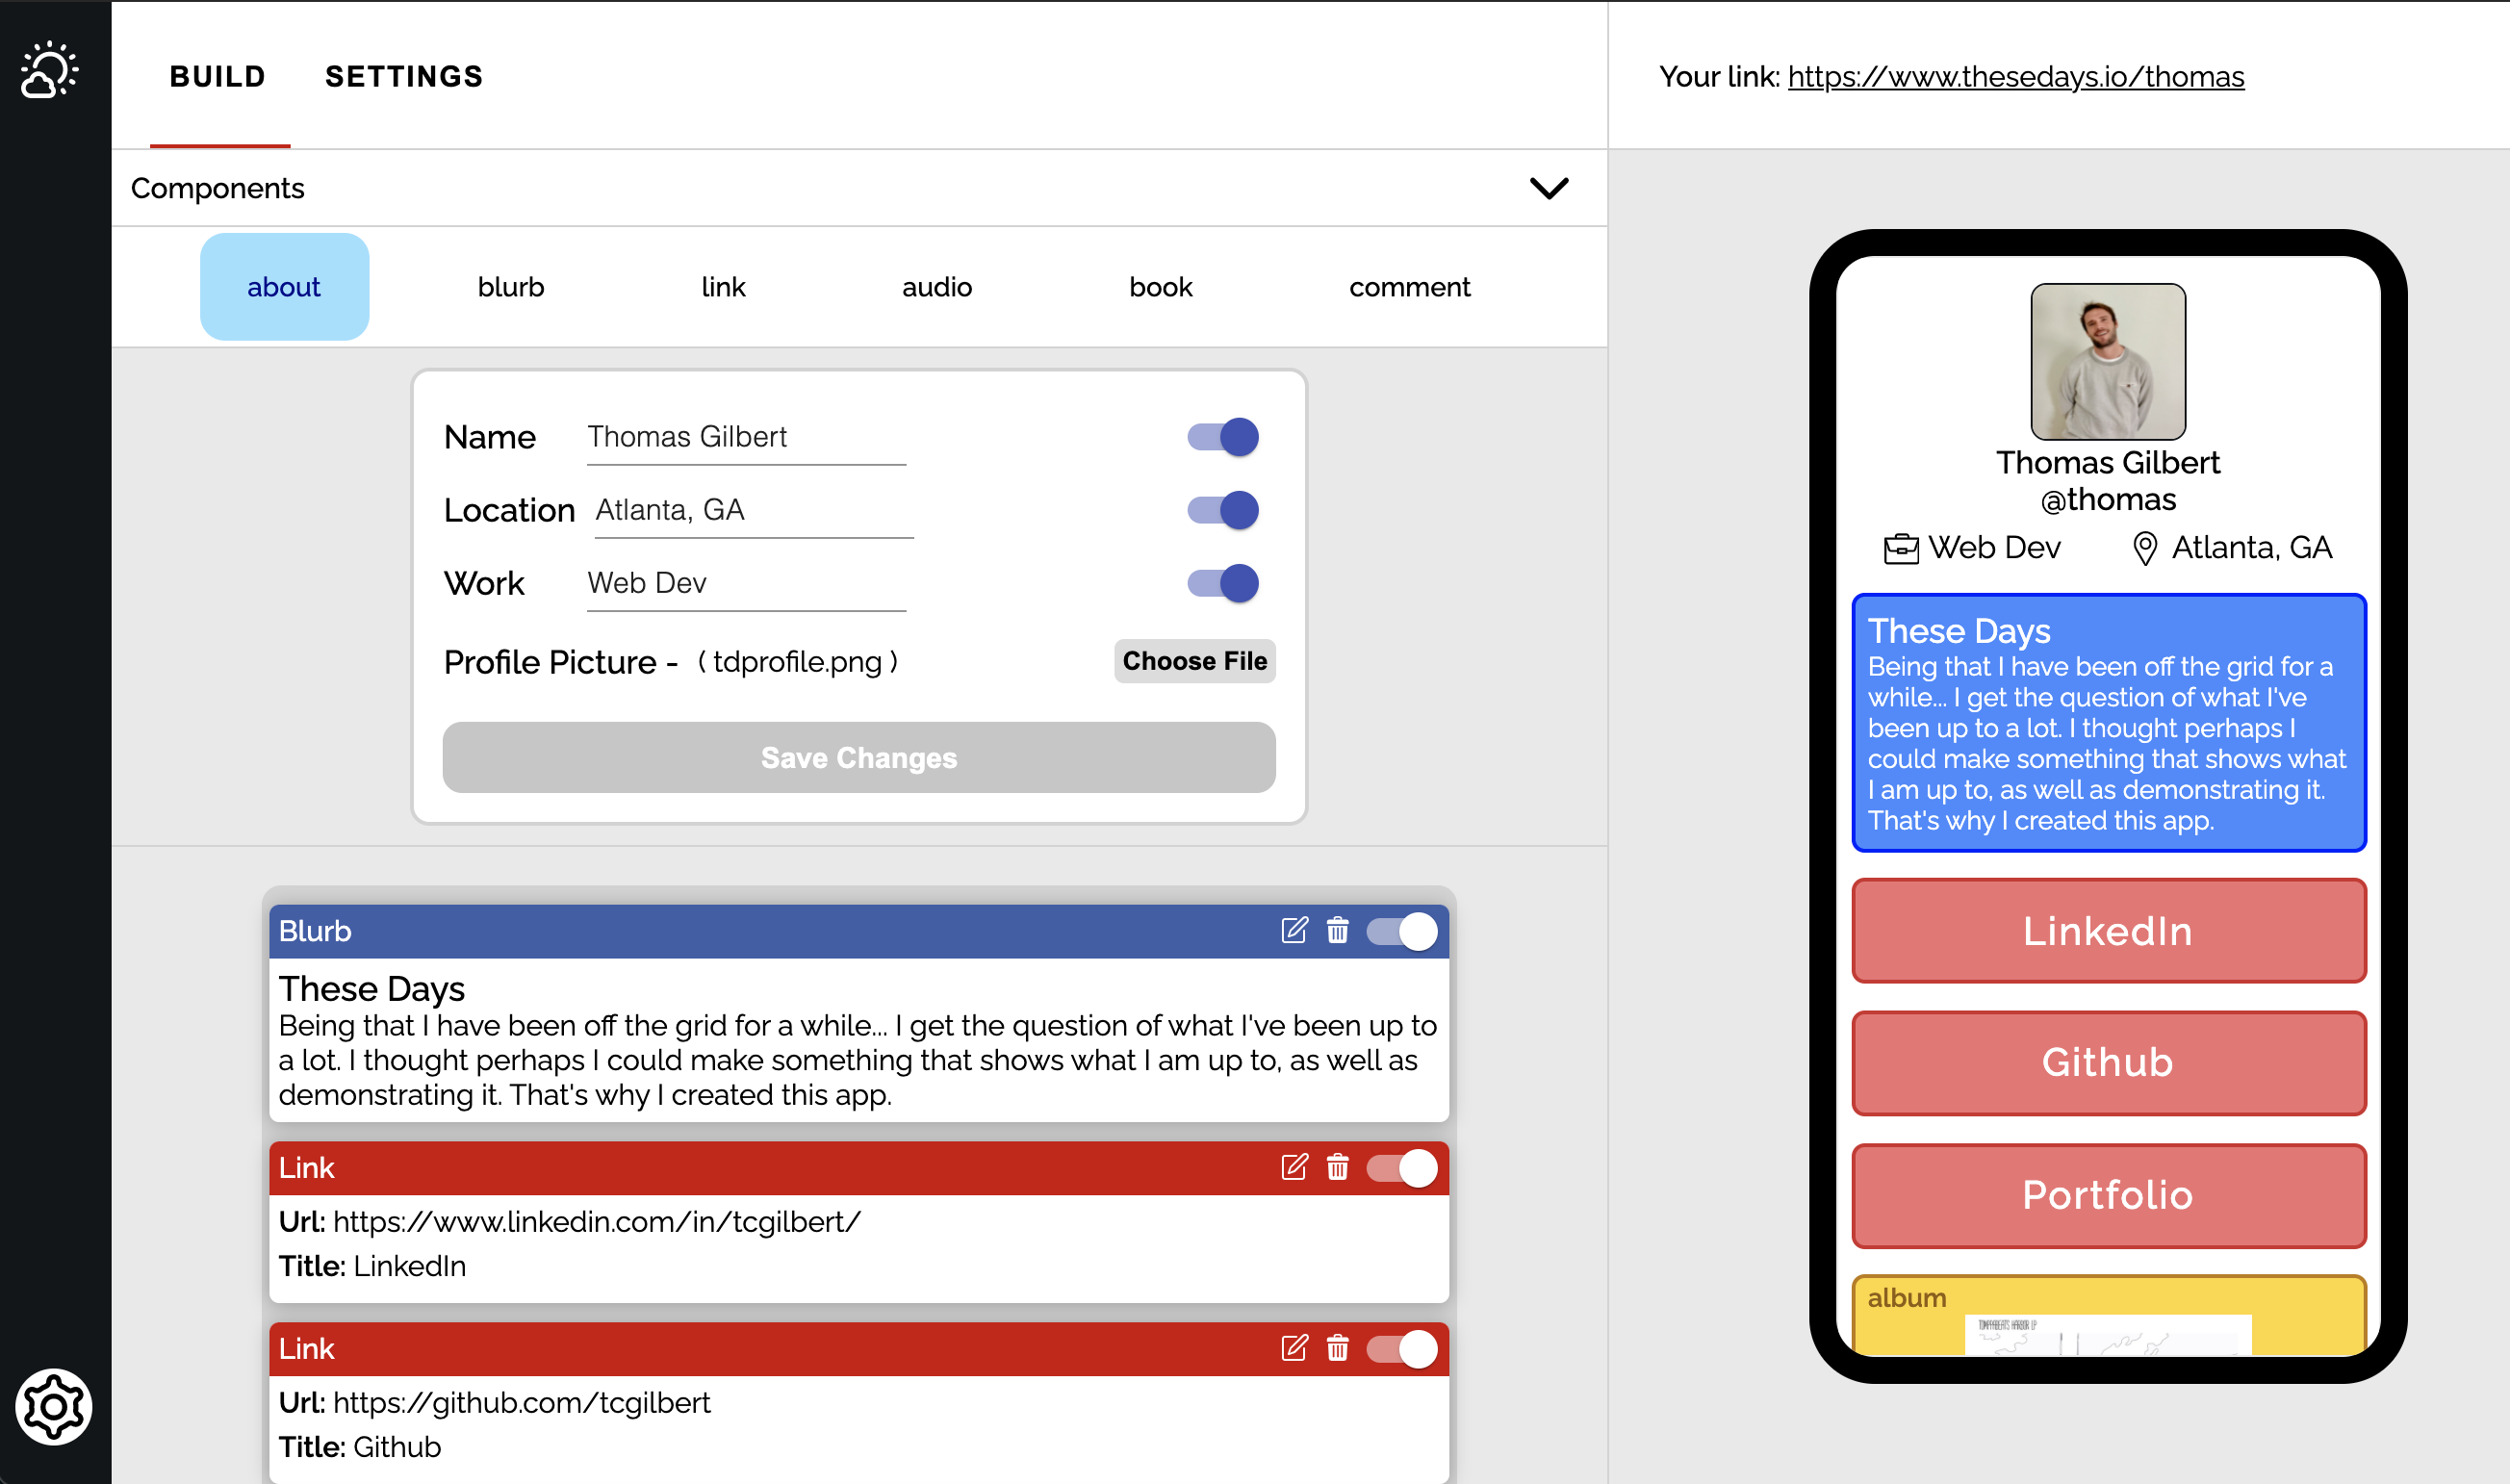 BUILD SETTINGS
Your link: https://www.thesedays.io/thomas
Components
about blurb link audio book comment
Name Thomas Gilbert
Location Atlanta, GA
Work Web Dev
Profile Picture - ( tdprofile.png ) Choose File
Save Changes
Blurb
These Days
Being that I have been off the grid for a while... I get the question of what I've been up to
a lot. I thought perhaps I could make something that shows what I am up to, as well as
demonstrating it. That's why I created this app.
Link
Url: https://www.linkedin.com/in/tcgilbert/
Title: LinkedIn
Link
Url: https://github.com/tcgilbert
Title: Github
Thomas Gilbert
@thomas
Web Dev Atlanta, GA
These Days
Being that I have been off the grid for a
while... I get the question of what I've
been up to a lot. I thought perhaps I
could make something that shows what
I am up to, as well as demonstrating it.
That's why I created this app.
LinkedIn
Github
Portfolio
album